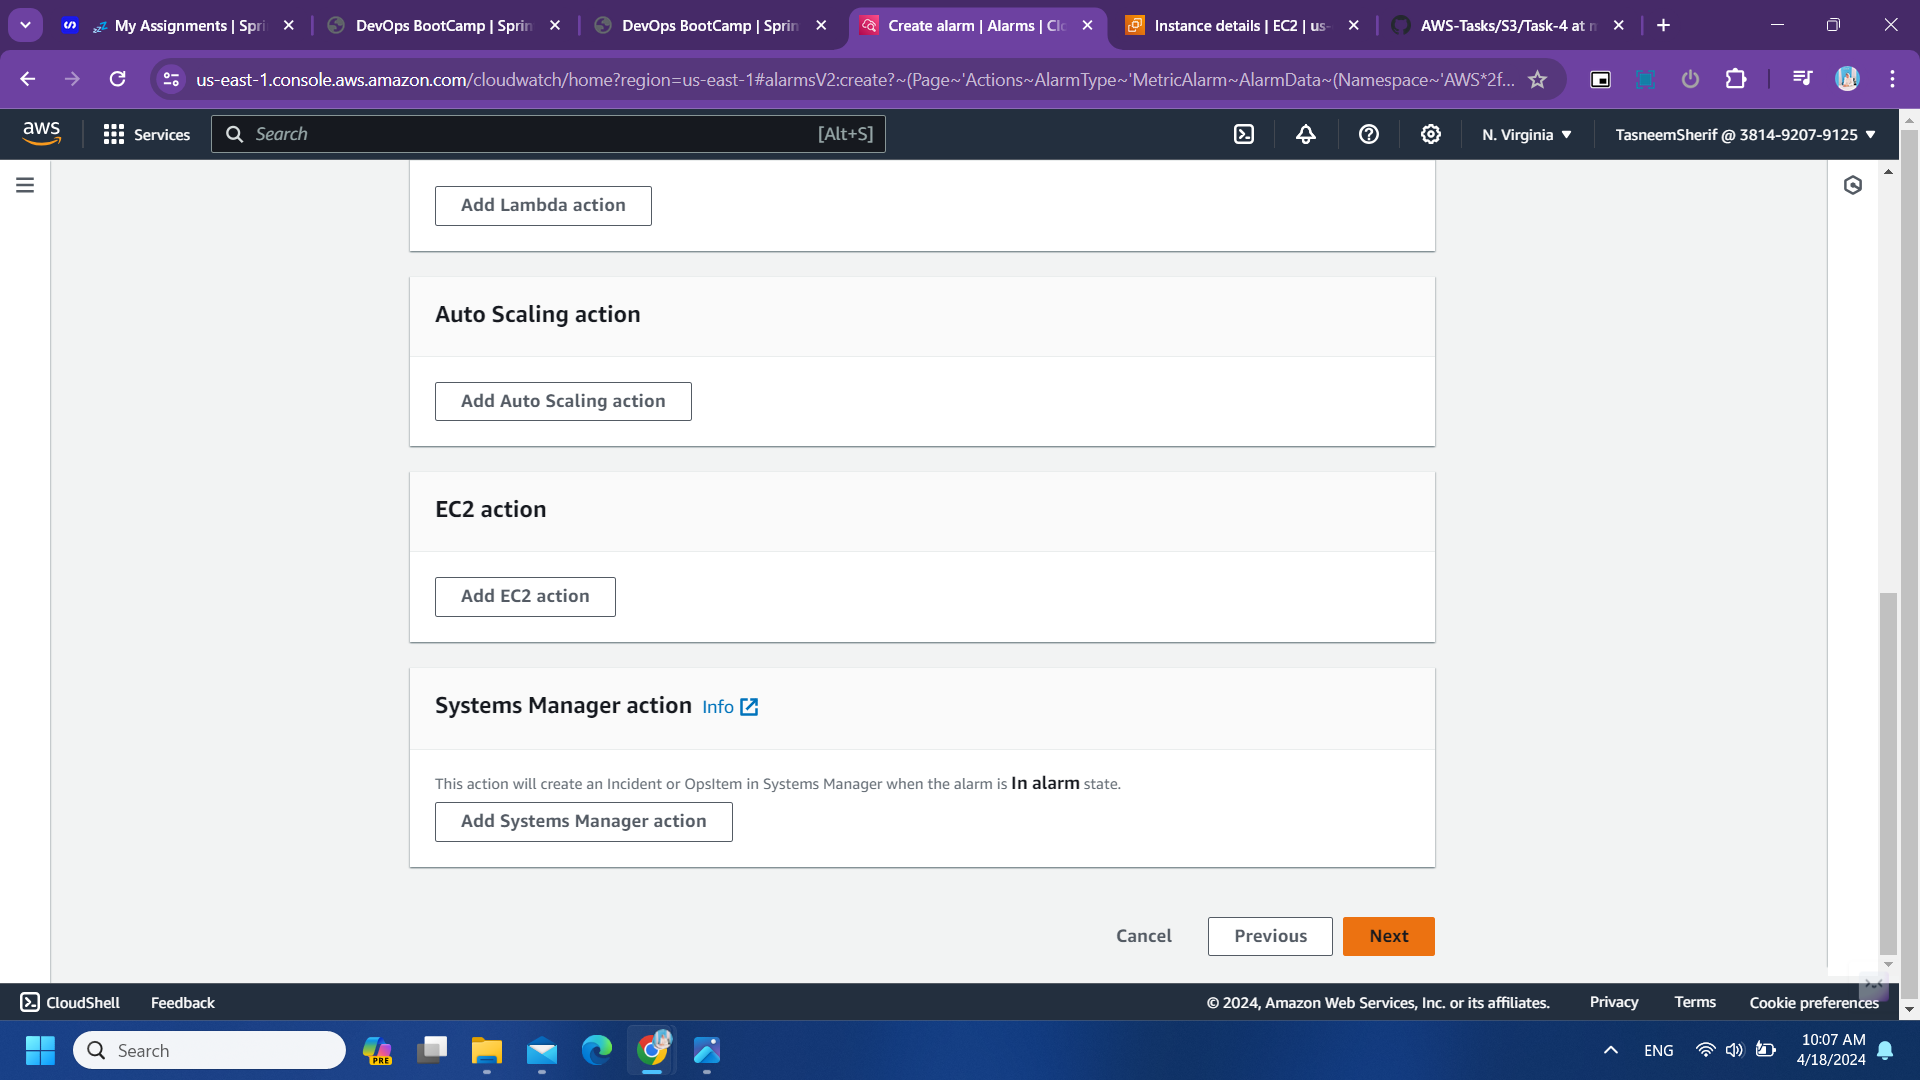 My Assignments | Spri
DevOps BootCamp | Sprin
DevOps BootCamp | Sprin
Create alarm | Alarms | Clo
Instance details | EC2 | us-
AWS-Tasks/S3/Task-4 at m
us-east-1.console.aws.amazon.com/cloudwatch/home?region=us-east-1#alarmsV2:create?~(Page~'Actions~AlarmType~'MetricAlarm~AlarmData~(Namespace~'AWS*2f...
aws
Services
Search
[Alt+S]
N. Virginia
TasneemSherif @ 3814-9207-9125
Add Lambda action
Auto Scaling action
Add Auto Scaling action
EC2 action
Add EC2 action
Systems Manager action Info
This action will create an Incident or OpsItem in Systems Manager when the alarm is In alarm state.
Add Systems Manager action
Cancel
Previous
Next
CloudShell
Feedback
© 2024, Amazon Web Services, Inc. or its affiliates.
Privacy
Terms
Cookie preferences
Search
PRE
ENG
10:07 AM
4/18/2024